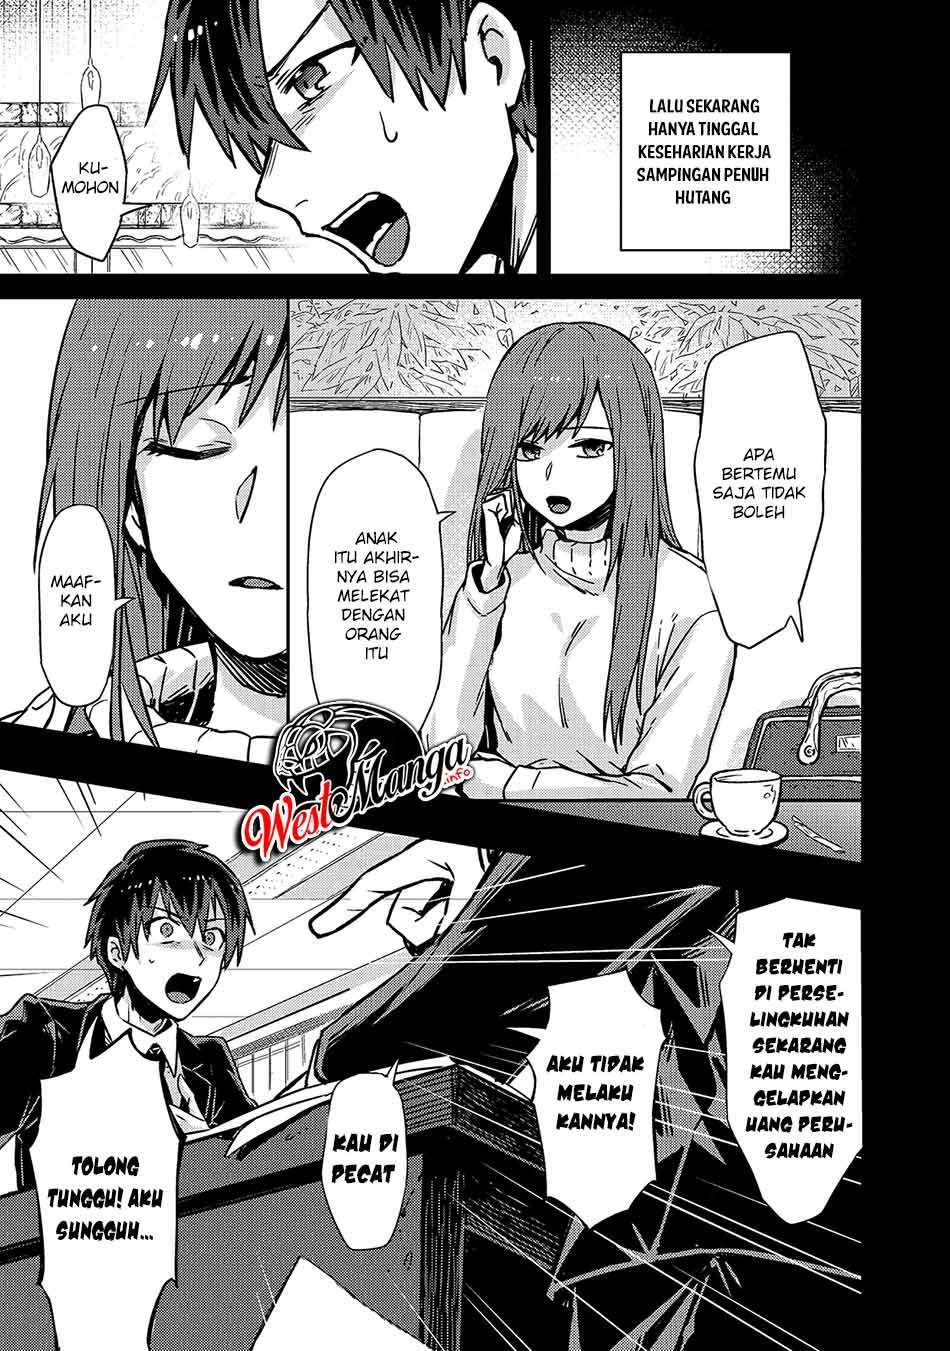 LALU SEKARANG
HANYA TINGGAL
KESEHARIAN KERJA
SAMPINGAN PENUH
HUTANG
KU-
MOHON
APA
BERTEMU
SAJA TIDAK
BOLEH
ANAK
ITU AKHIR-
NYA BISA
MELEKAT
DENGAN
ORANG ITU
MAAF-
KAN
AKU
WestManga
.info
TAK
BERHENTI
DI PERSE-
LINGKUHAN
SEKARANG
KAU MENG-
GELAPKAN
UANG PERU-
SAHAAN
AKU TIDAK
MELAKU
KANNYA!
KAU DI
PECAT
TOLONG
TUNGGU! AKU
SUNGGUH...